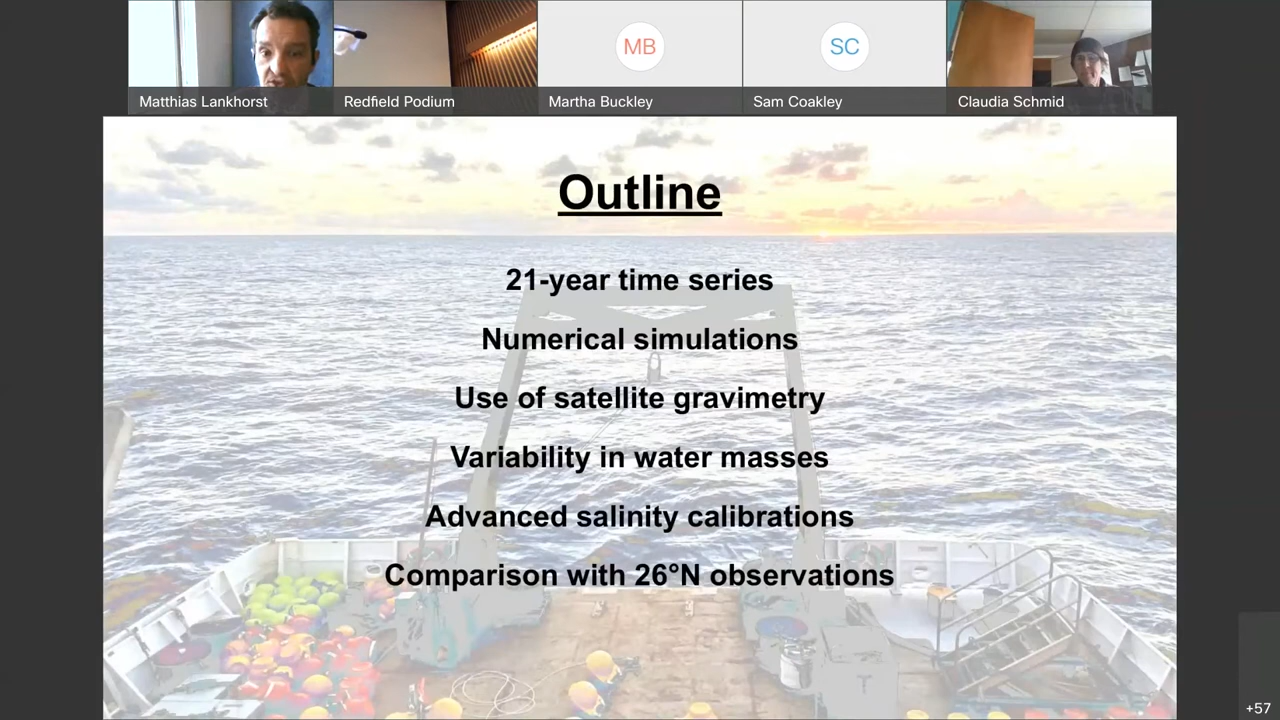 MB
SC
Matthias Lankhorst
Redfield Podium
Martha Buckley
Sam Coakley
Claudia Schmid
Outline
21-year time series
Numerical simulations
Use of satellite gravimetry
Variability in water masses
Advanced salinity calibrations
Comparison with 26°N observations
+57